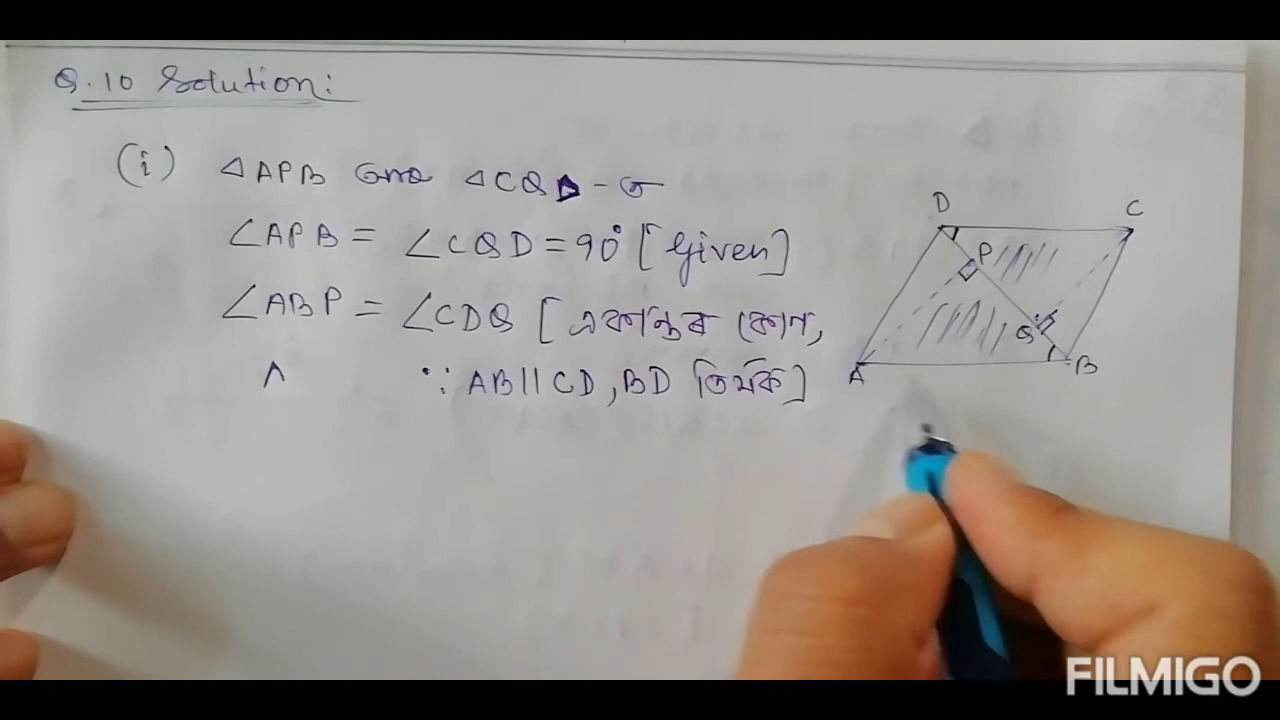 Q.10 Solution:
(i) △APB আৰু △CQD - ত
∠APB = ∠CQD = 90° [Given]
∠ABP = ∠CDQ [একান্তৰ কোণ,
A ∵ AB||CD, BD তিৰ্যক]
D
C
P
Q
A
B
FILMIGO